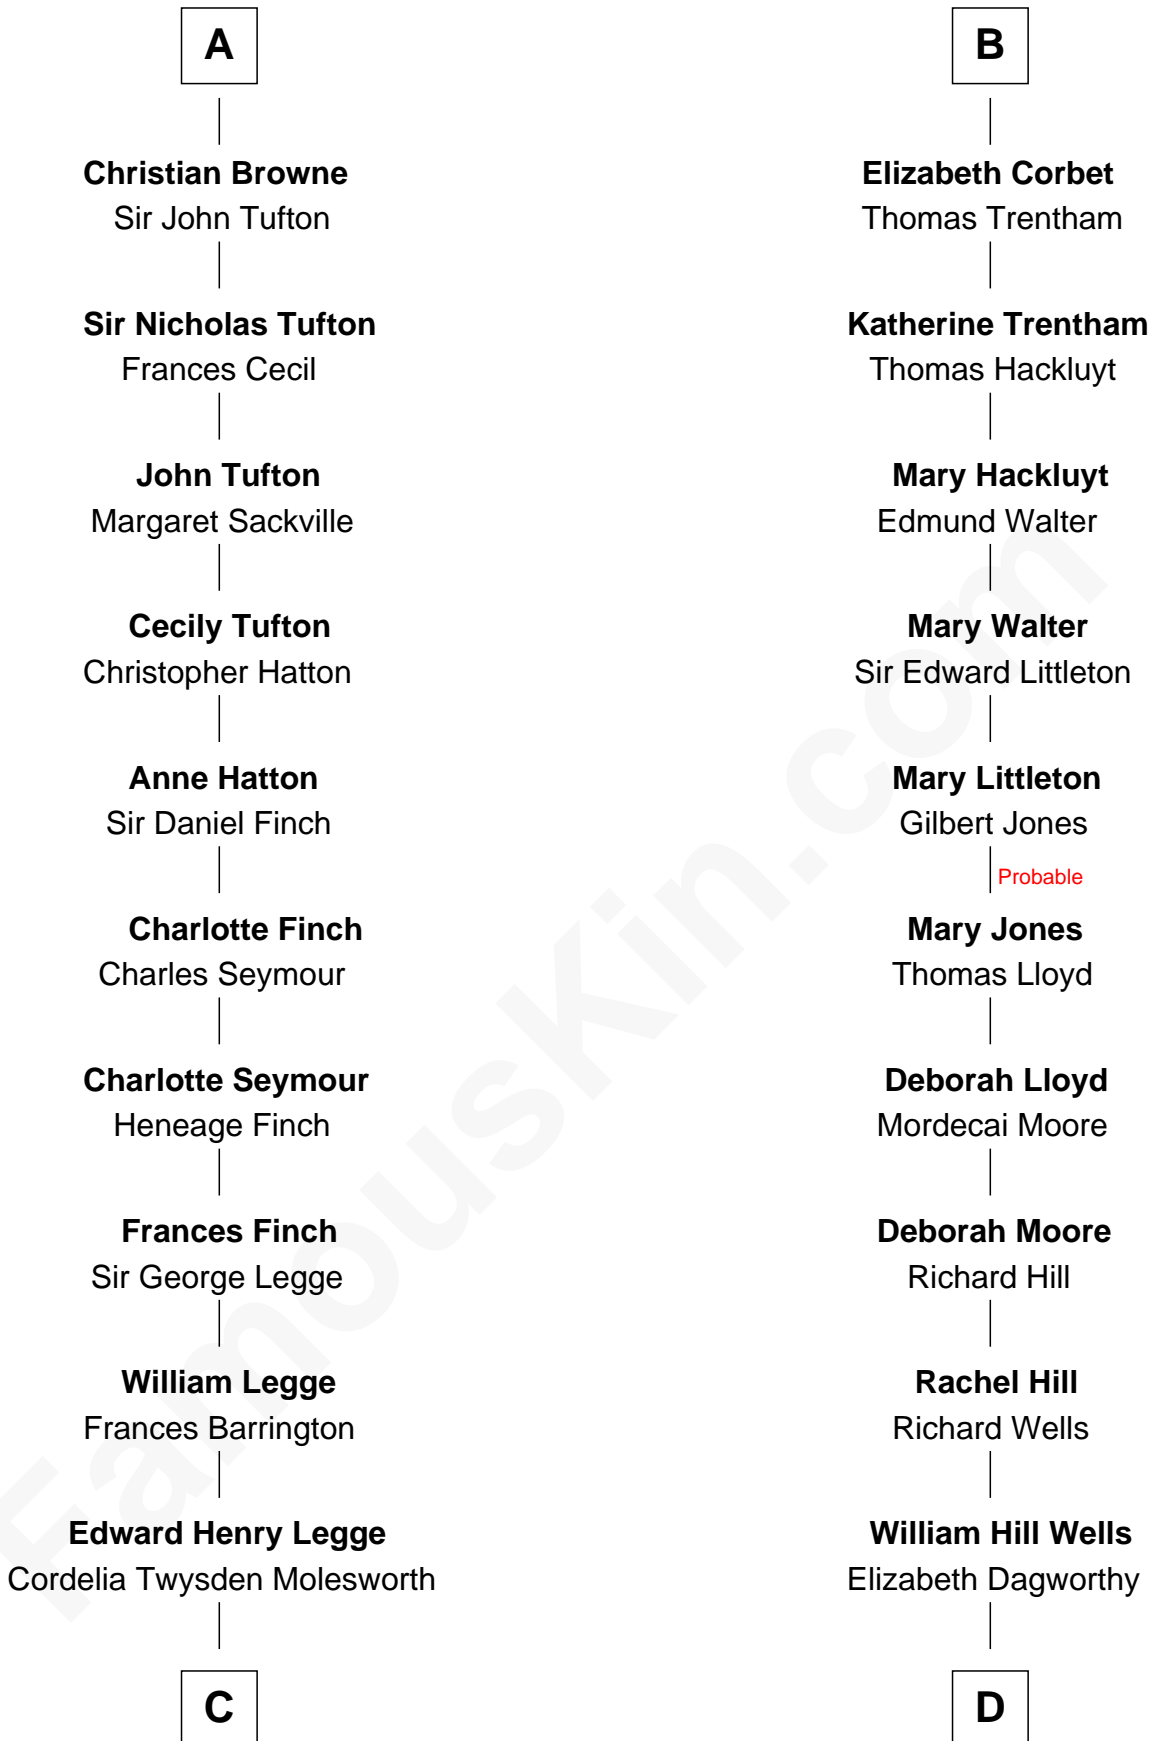 A
Christian Browne
Sir John Tufton
Sir Nicholas Tufton
Frances Cecil
John Tufton
Margaret Sackville
Cecily Tufton
Christopher Hatton
Anne Hatton
Sir Daniel Finch
Charlotte Finch
Charles Seymour
Charlotte Seymour
Heneage Finch
Frances Finch
Sir George Legge
William Legge
Frances Barrington
Edward Henry Legge
Cordelia Twysden Molesworth
C
B
Elizabeth Corbet
Thomas Trentham
Katherine Trentham
Thomas Hackluyt
Mary Hackluyt
Edmund Walter
Mary Walter
Sir Edward Littleton
Mary Littleton
Gilbert Jones
Probable
Mary Jones
Thomas Lloyd
Deborah Lloyd
Mordecai Moore
Deborah Moore
Richard Hill
Rachel Hill
Richard Wells
William Hill Wells
Elizabeth Dagworthy
D
FamousKin.com